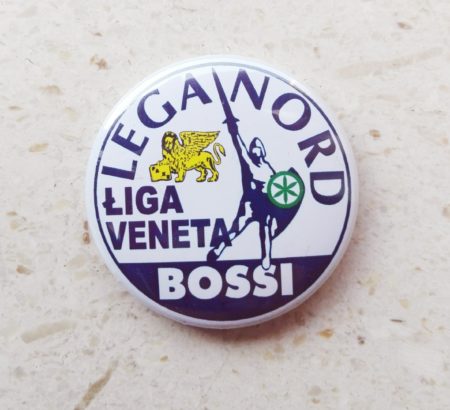 LEGA NORD
ŁIGA
VENETA
BOSSI